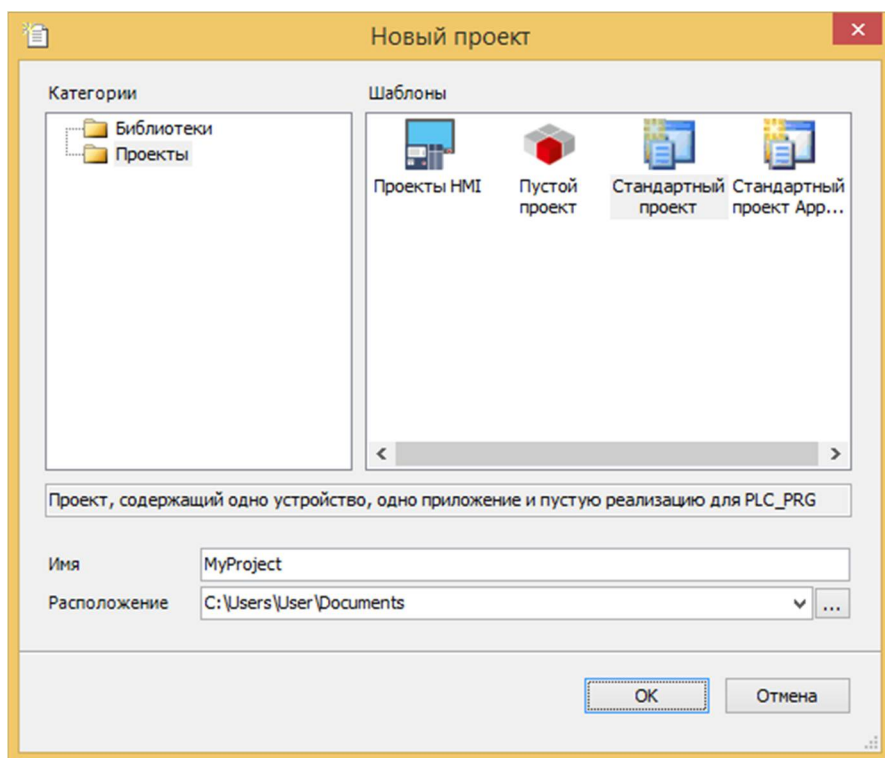 Новый проект
Категории
Шаблоны
Библиотеки
Проекты
Проекты HMI
Пустой
проект
Стандартный
проект
Стандартный
проект App...
Проект, содержащий одно устройство, одно приложение и пустую реализацию для PLC_PRG
Имя
MyProject
Расположение
C:\Users\User\Documents
...
OK
Отмена